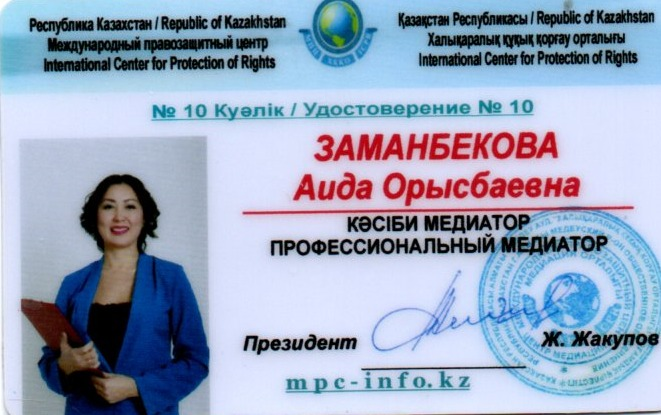 Республика Казахстан / Republic of Kazakhstan
Международный правозащитный центр
International Center for Protection of Rights
Қазақстан Республикасы / Republic of Kazakhstan
Халықаралық құқық қорғау орталығы
International Center for Protection of Rights
№ 10 Куәлік / Удостоверение № 10
ЗАМАНБЕКОВА
Аида Орысбаевна
КӘСІБИ МЕДИАТОР
ПРОФЕССИОНАЛЬНЫЙ МЕДИАТОР
Президент
Ж. Жакупов
mpc-info.kz